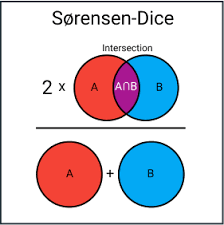 Sørensen-Dice
Intersection
2 x A A∩B B
A + B